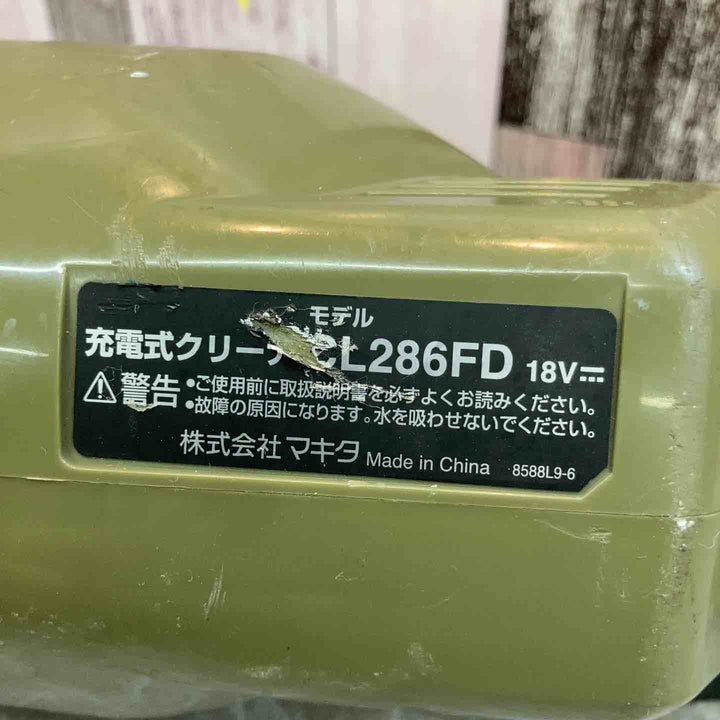 モデル
充電式クリーナ CL286FD 18V
警告 •ご使用前に取扱説明書を必ずよくお読みください。
•故障の原因になります。水を吸わせないでください。
株式会社マキタ Made in China 8588L9-6